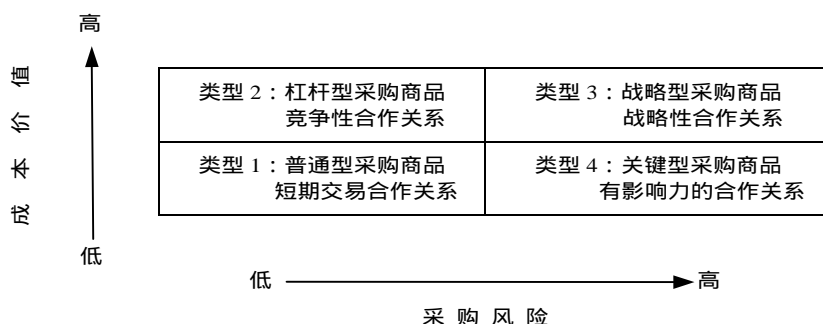 高
成本价值
类型 2：杠杆型采购商品
竞争性合作关系
类型 3：战略型采购商品
战略性合作关系
类型 1：普通型采购商品
短期交易合作关系
类型 4：关键型采购商品
有影响力的合作关系
低
低
高
采购风险